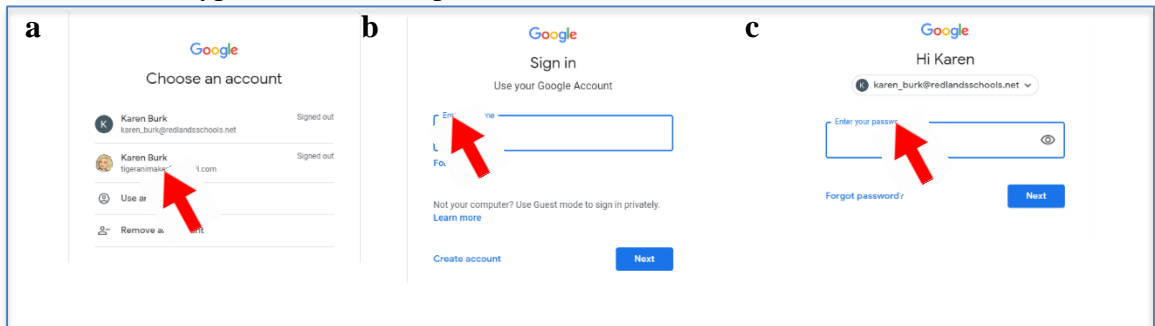 a
Google
Choose an account
Karen Burk
Signed out
karen_burk@redlandsschools.net
Karen Burk
Signed out
.com
Use
Remove
b
Google
Sign in
Use your Google Account
Not your computer? Use Guest mode to sign in privately.
Learn more
Create account
Next
c
Google
Hi Karen
K karen_burk@redlandsschools.net
Enter your
Forgot password?
Next